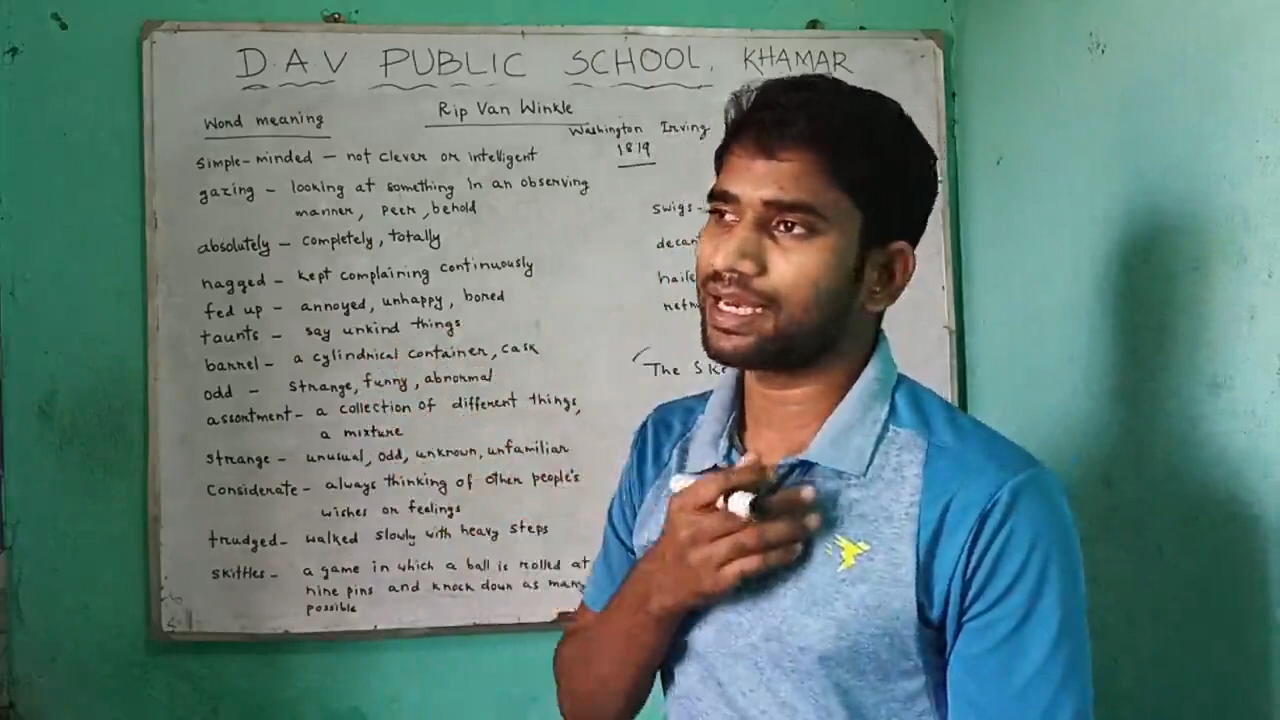 D.A.V PUBLIC SCHOOL, KHAMAR
Word meaning
Rip Van Winkle
Washington Irving
1819
simple-minded - not clever or intelligent
gazing - looking at something in an observing
manner, peer, behold
absolutely - completely, totally
nagged - kept complaining continuously
fed up - annoyed, unhappy, bored
taunts - say unkind things
barrel - a cylindrical container, cask
odd - strange, funny, abnormal
assortment - a collection of different things,
a mixture
strange - unusual, odd, unknown, unfamiliar
Considerate - always thinking of other people's
wishes or feelings
trudged - walked slowly with heavy steps
skittles - a game in which a ball is rolled at
nine pins and knock down as many
possible
swigs -
The